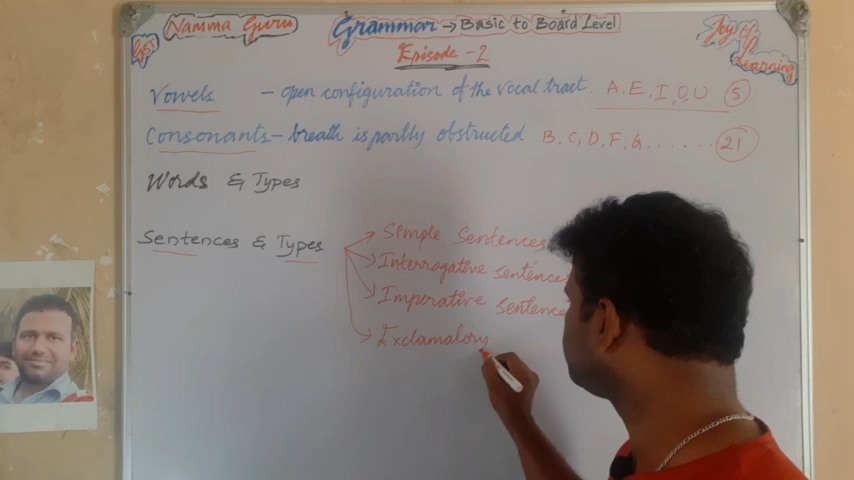 Namma Guru
Grammar → Basic to Board Level
Joy of Learning
Episode - 2
Vowels - open configuration of the vocal tract. A, E, I, O, U 5
Consonants - breath is partly obstructed B, C, D, F, G....... 21
Words & Types
Sentences & Types
Simple Sentences
Interrogative sentence
Imperative sentence
Exclamatory